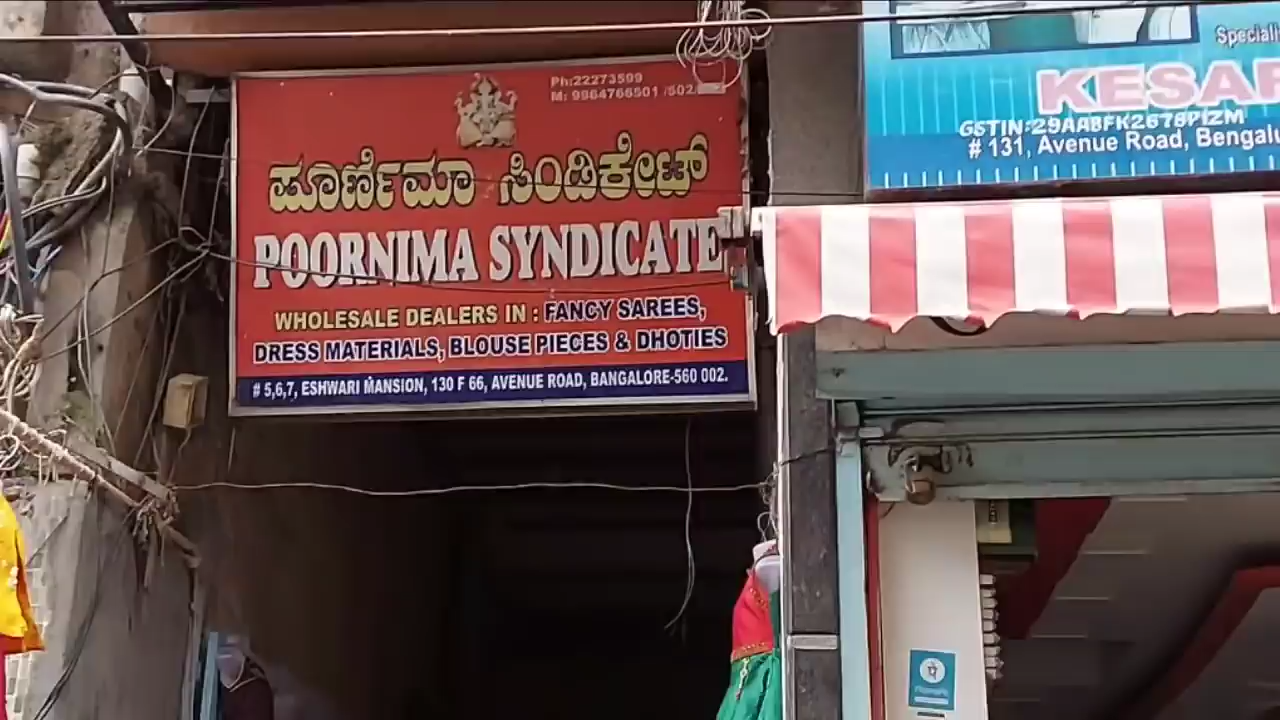 Ph:22273599
M: 9964766501 /502/
ಪೂರ್ಣಿಮಾ ಸಿಂಡಿಕೇಟ್
POORNIMA SYNDICATE
WHOLESALE DEALERS IN : FANCY SAREES,
DRESS MATERIALS, BLOUSE PIECES & DHOTIES
# 5,6,7, ESHWARI MANSION, 130 F 66, AVENUE ROAD, BANGALORE-560 002.
Speciali
KESAR
GSTIN:29AABFK2678P1ZM
# 131, Avenue Road, Bengalu
पे